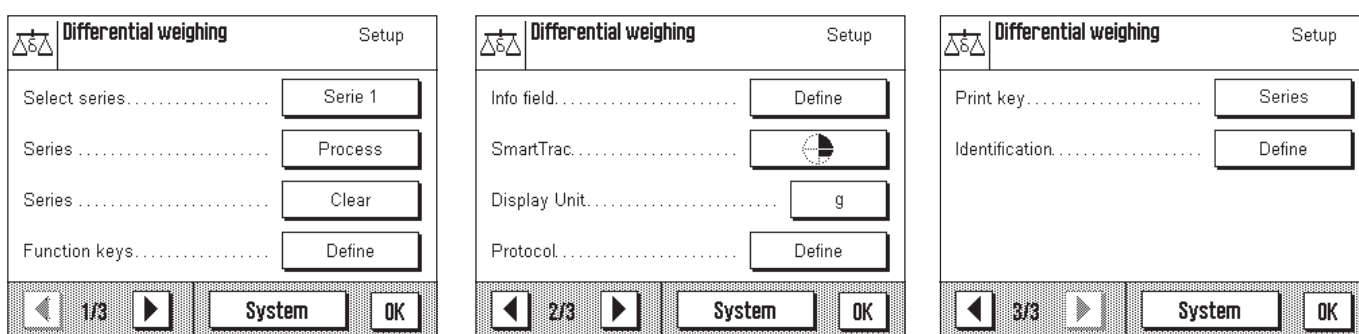 Differential weighing Setup
Select series.................. Serie 1
Series ........................ Process
Series ........................ Clear
Function keys................. Define
1/3 System OK
Differential weighing Setup
Info field....................... Define
SmartTrac.....................
Display Unit........................ g
Protocol....................... Define
2/3 System OK
Differential weighing Setup
Print key...................... Series
Identification................... Define
3/3 System OK